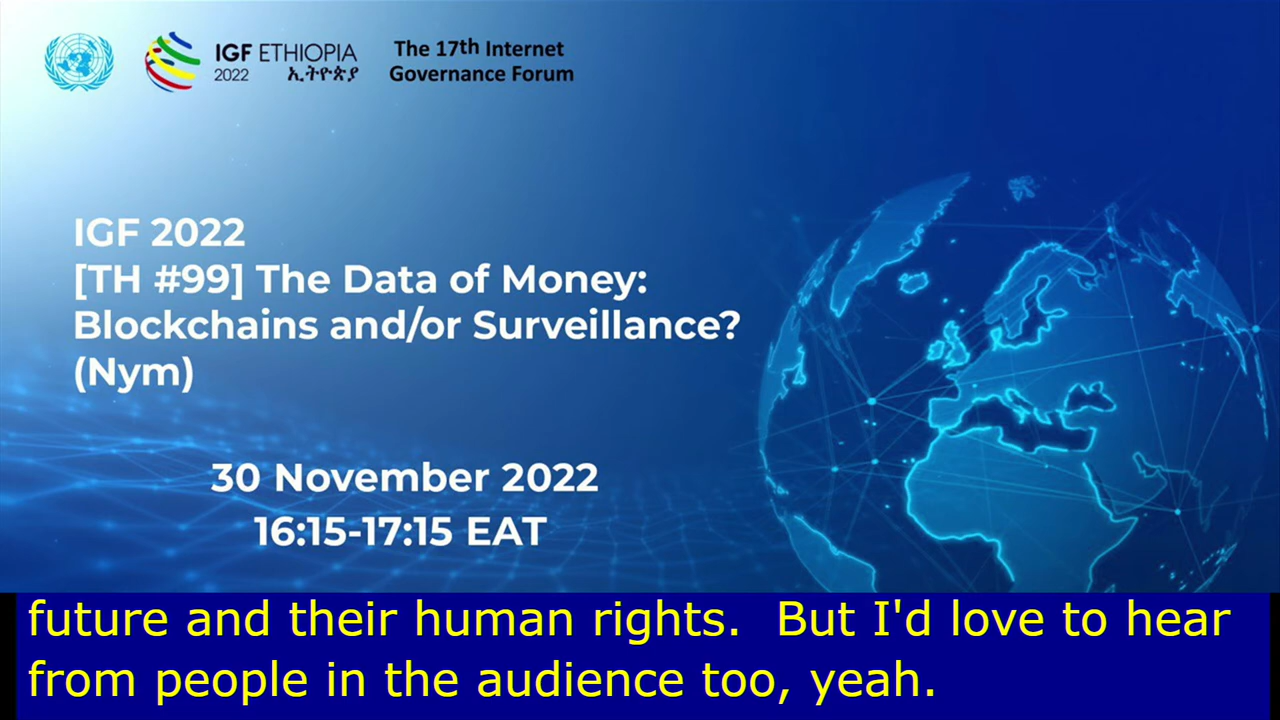 IGF ETHIOPIA
2022 ኢትዮጵያ
The 17th Internet
Governance Forum
IGF 2022
[TH #99] The Data of Money:
Blockchains and/or Surveillance?
(Nym)
30 November 2022
16:15-17:15 EAT
future and their human rights.  But I'd love to hear
from people in the audience too, yeah.